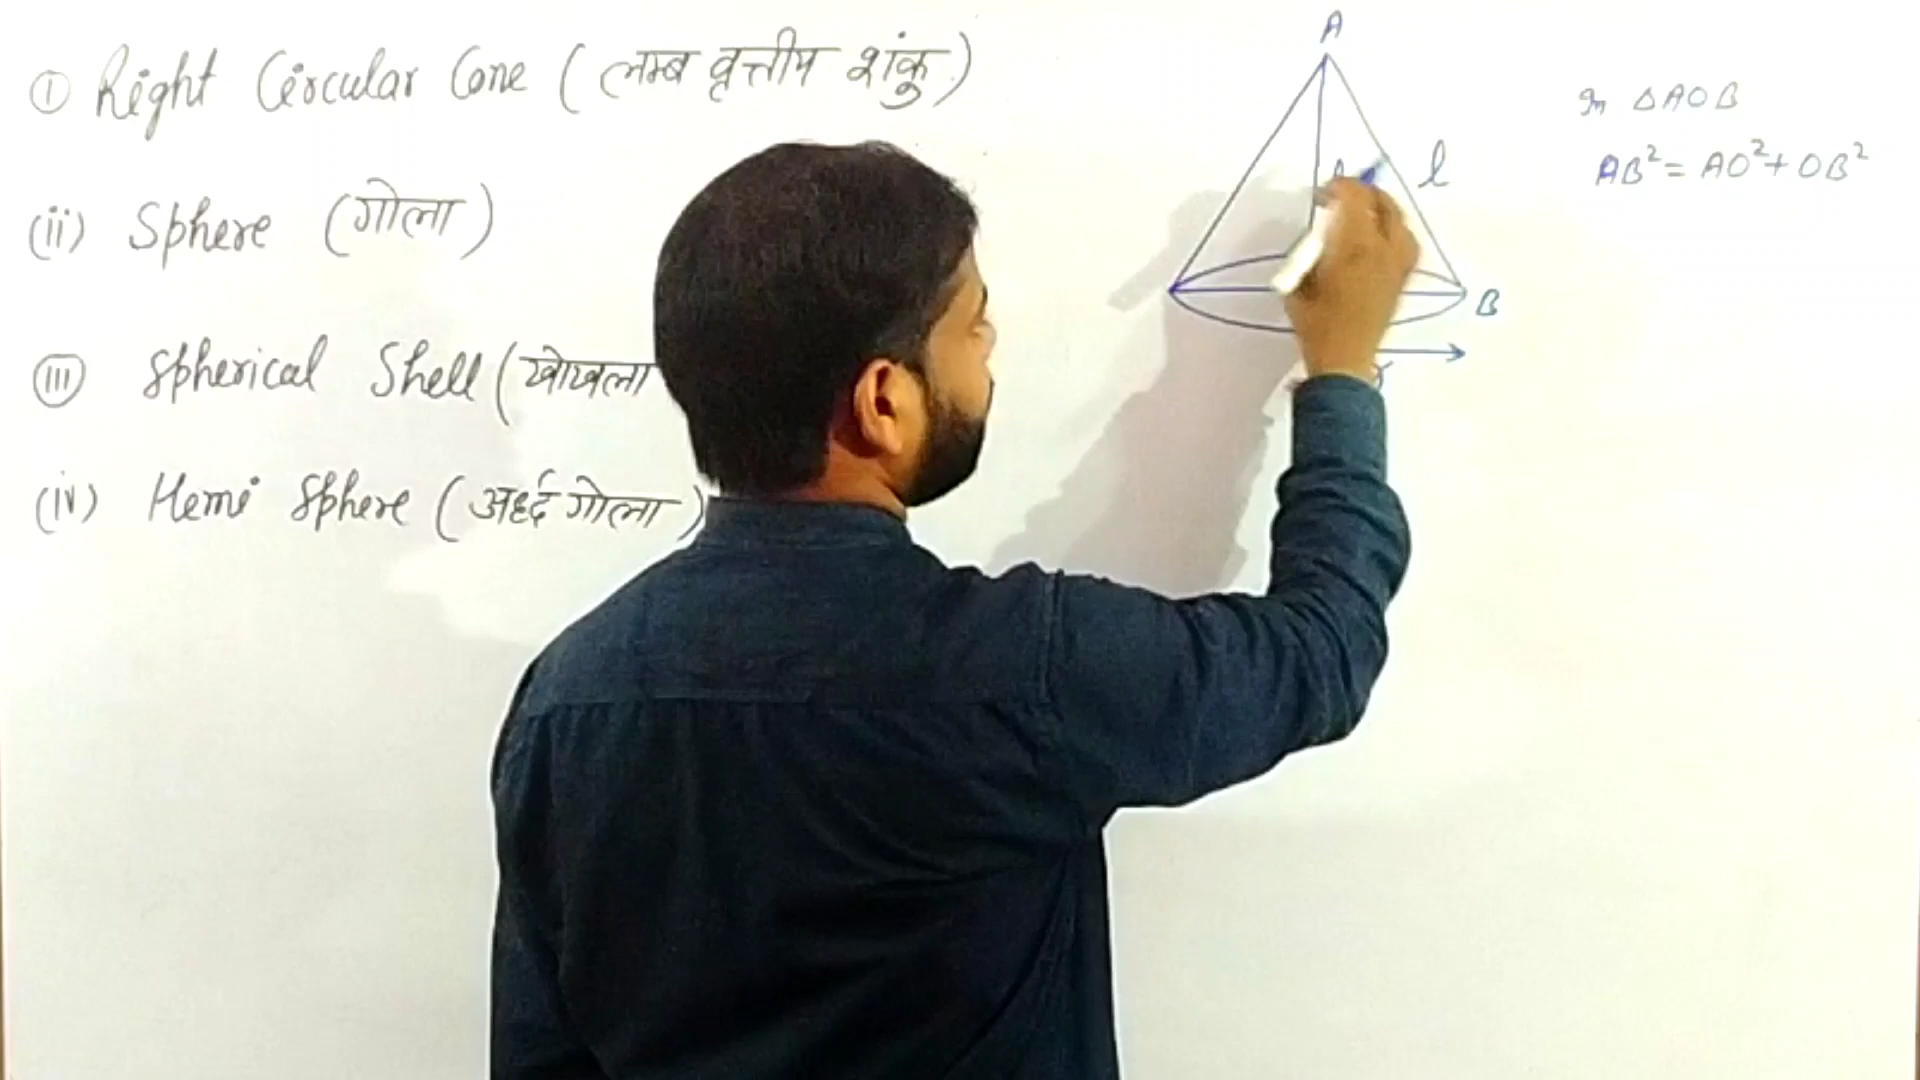 ① Right Circular Cone (लम्ब वृत्तीय शंकु)
(ii) Sphere (गोला)
(iii) Spherical Shell (खोखला
(iv) Hemi Sphere (अर्द्ध गोला)
A
l
B
r
In △AOB
AB² = AO² + OB²